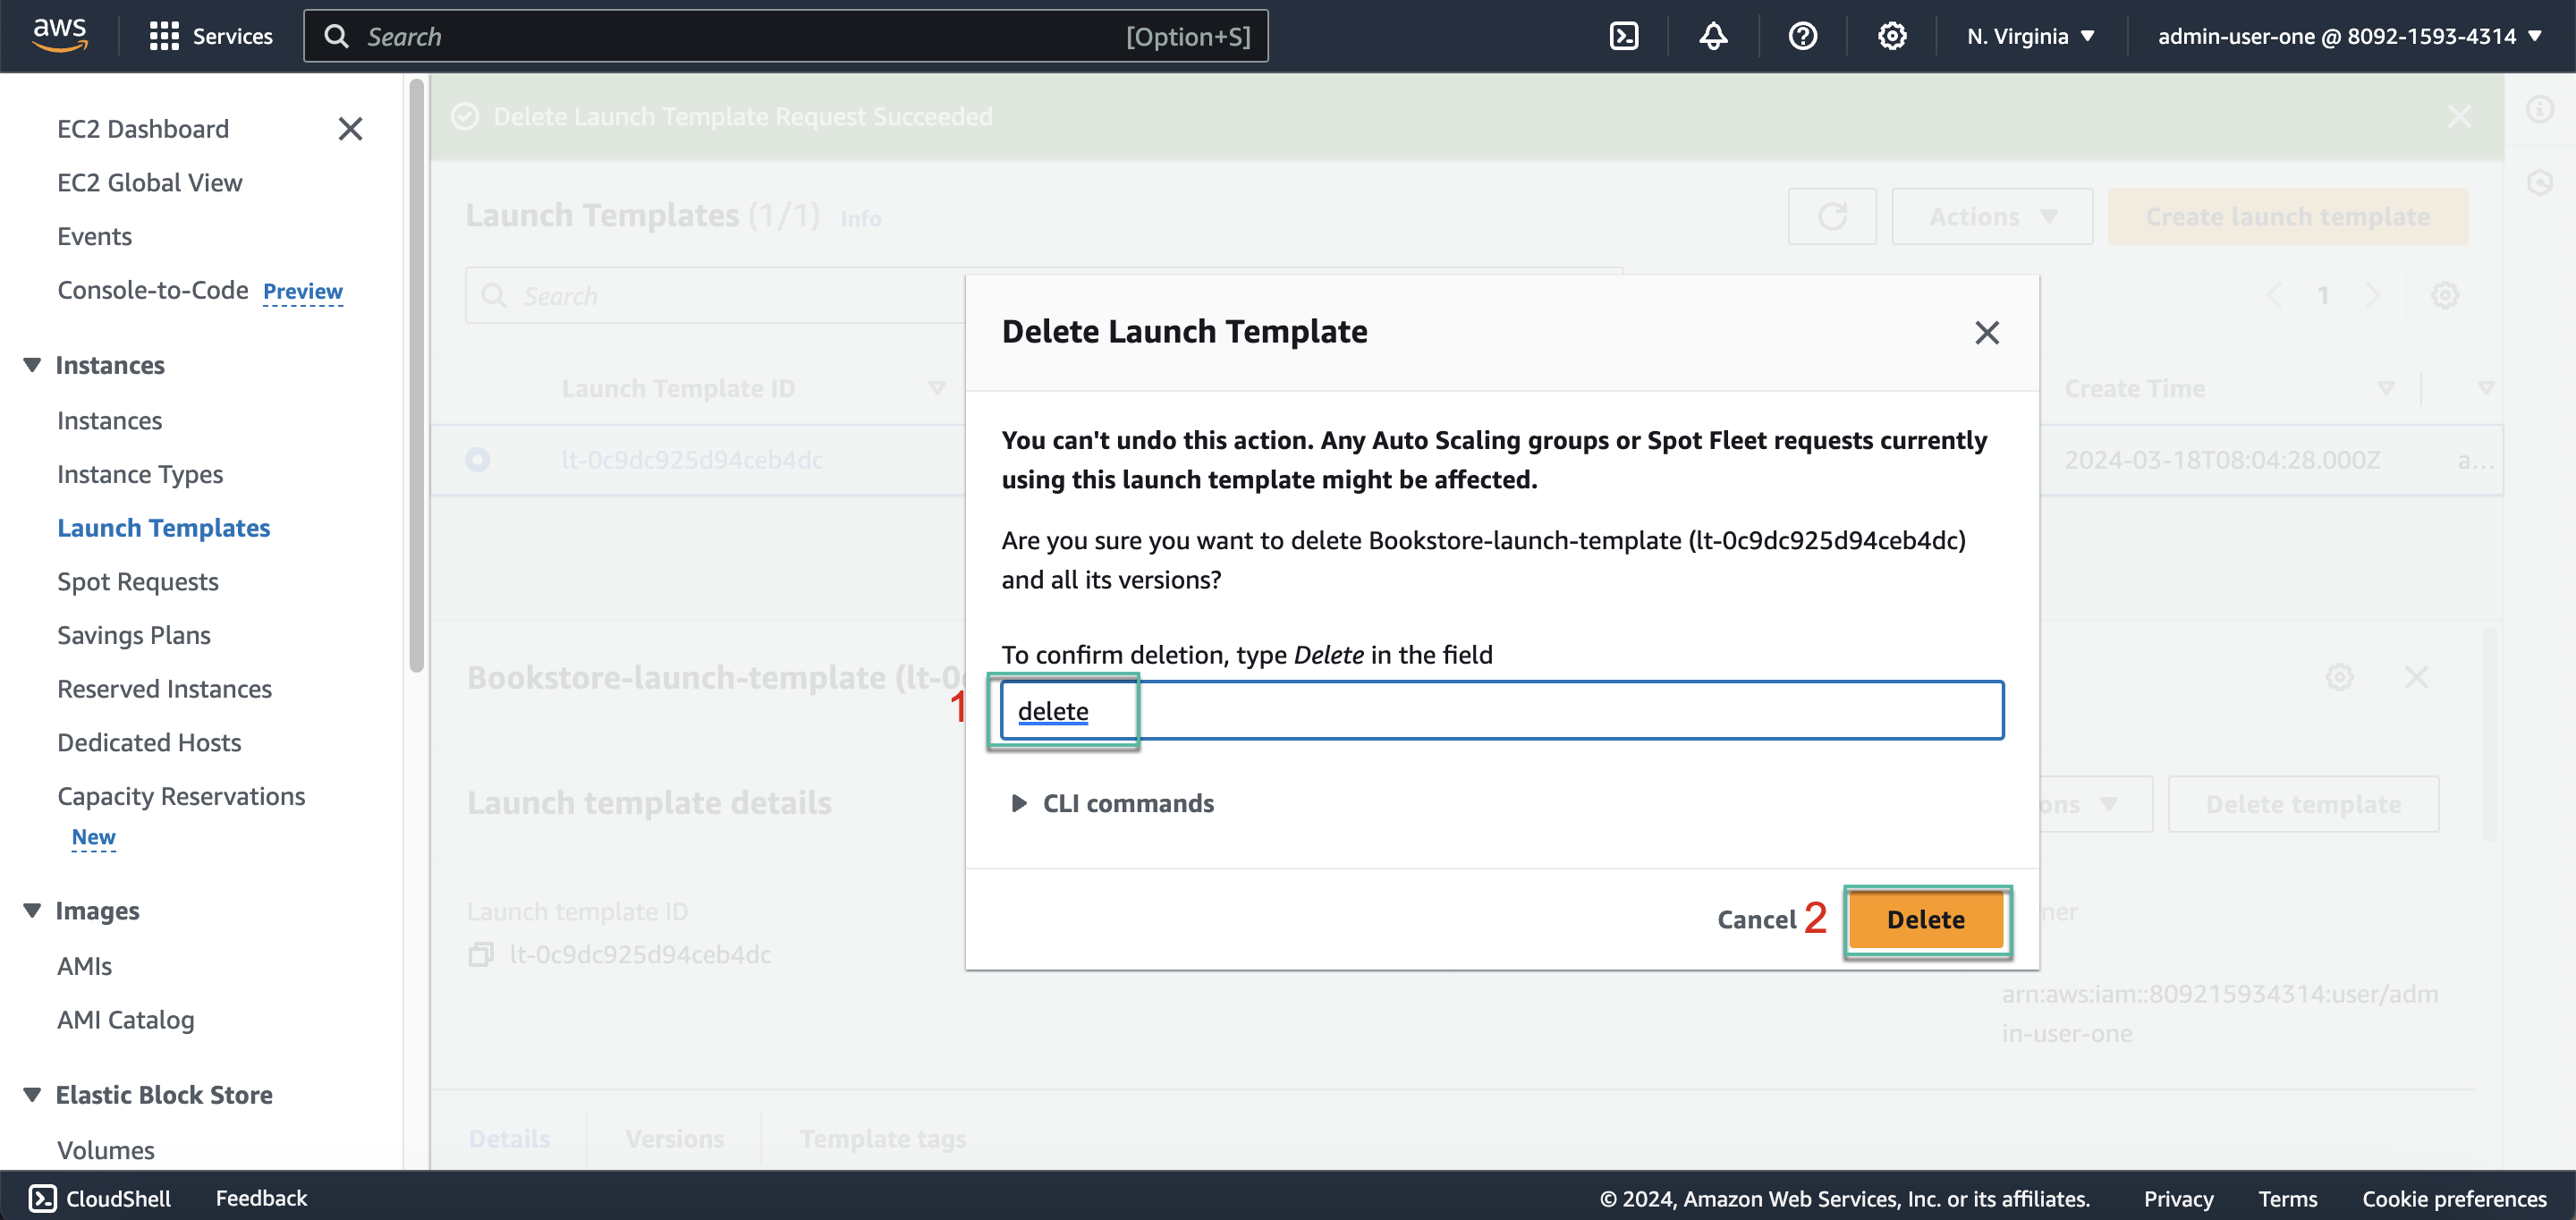 aws
Services
Search
[Option+S]
N. Virginia
admin-user-one @ 8092-1593-4314
EC2 Dashboard
EC2 Global View
Events
Console-to-Code Preview
Instances
Instances
Instance Types
Launch Templates
Spot Requests
Savings Plans
Reserved Instances
Dedicated Hosts
Capacity Reservations
New
Images
AMIs
AMI Catalog
Elastic Block Store
Volumes
Delete Launch Template Request Succeeded
Launch Templates (1/1) Info
Actions
Create launch template
Search
1
Launch Template ID
Create Time
lt-0c9dc925d94ceb4dc
2024-03-18T08:04:28.000Z
a...
Delete Launch Template
You can't undo this action. Any Auto Scaling groups or Spot Fleet requests currently
using this launch template might be affected.
Are you sure you want to delete Bookstore-launch-template (lt-0c9dc925d94ceb4dc)
and all its versions?
To confirm deletion, type Delete in the field
1
delete
CLI commands
Cancel
2
Delete
Bookstore-launch-template (lt-0
Launch template details
ons
Delete template
Launch template ID
lt-0c9dc925d94ceb4dc
ner
arn:aws:iam::809215934314:user/adm
in-user-one
Details
Versions
Template tags
CloudShell
Feedback
© 2024, Amazon Web Services, Inc. or its affiliates.
Privacy
Terms
Cookie preferences